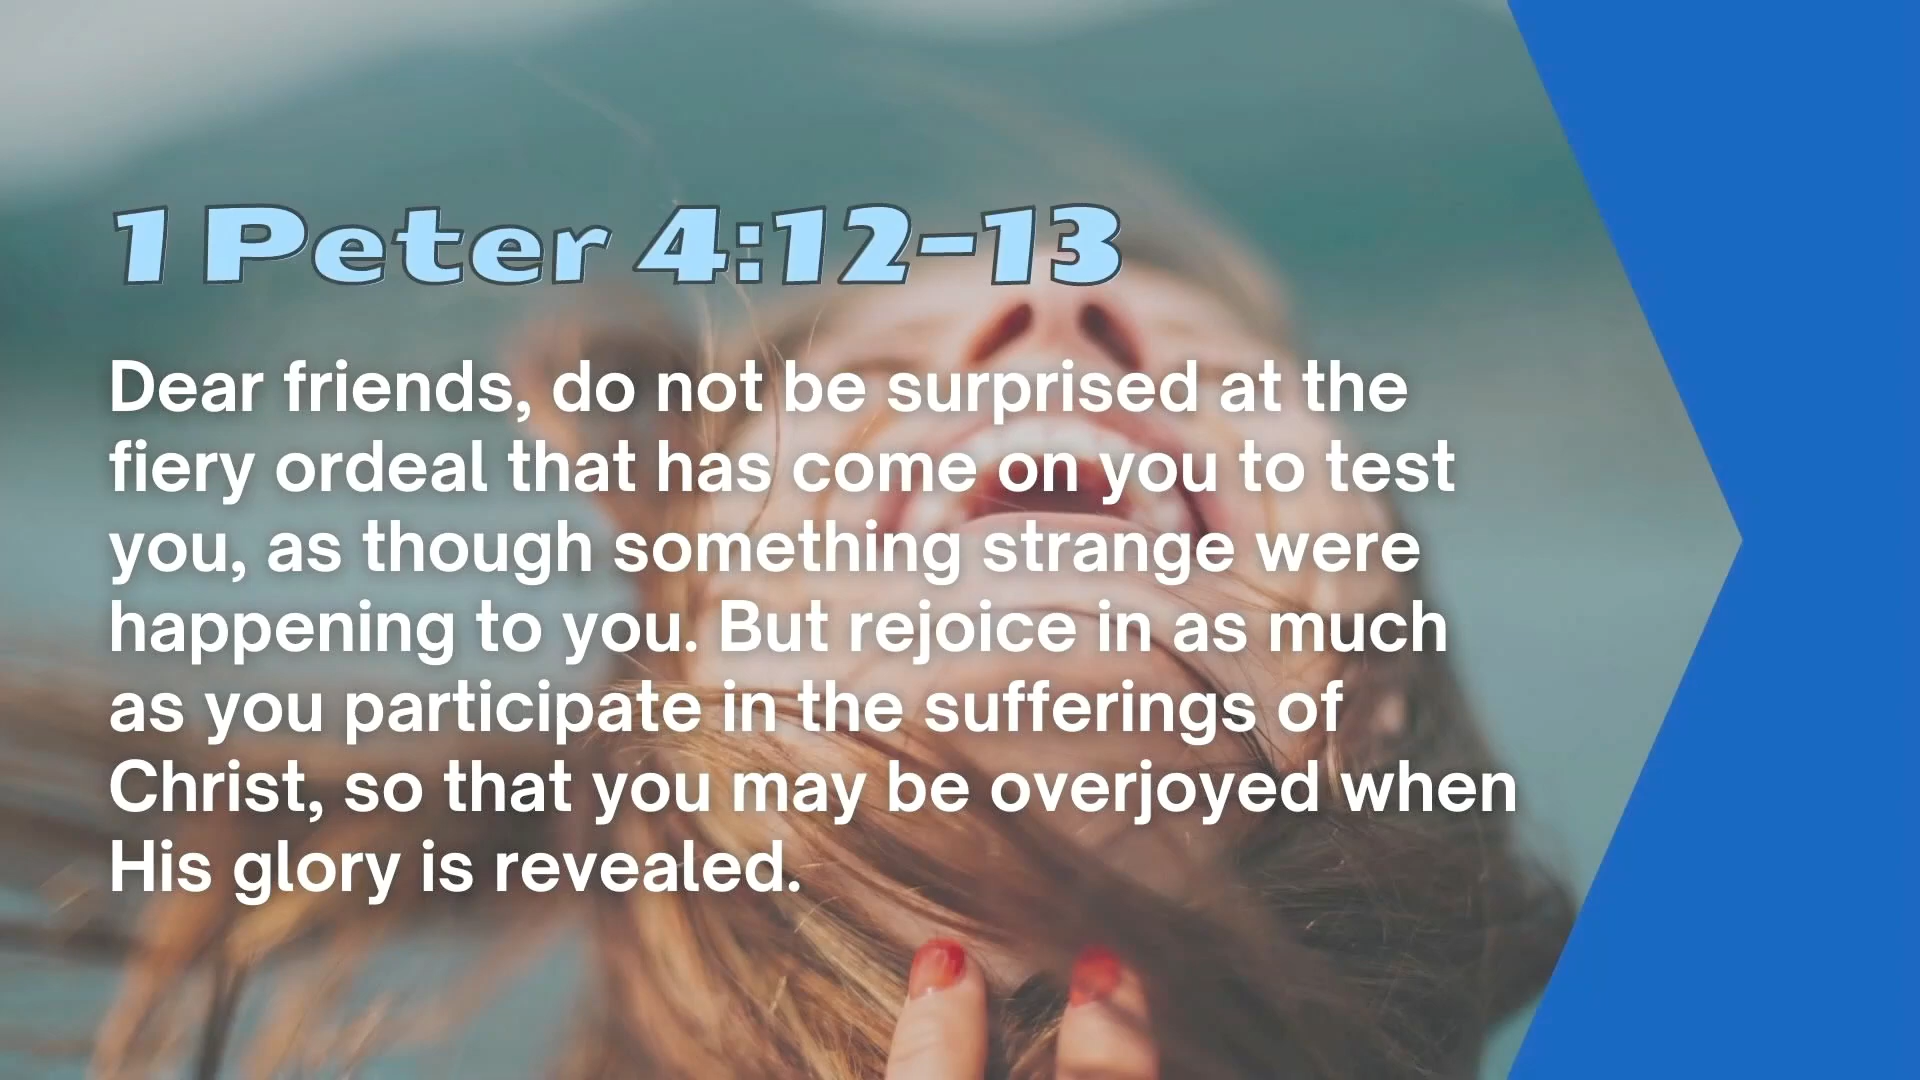 1 Peter 4:12-13
Dear friends, do not be surprised at the
fiery ordeal that has come on you to test
you, as though something strange were
happening to you. But rejoice in as much
as you participate in the sufferings of
Christ, so that you may be overjoyed when
His glory is revealed.